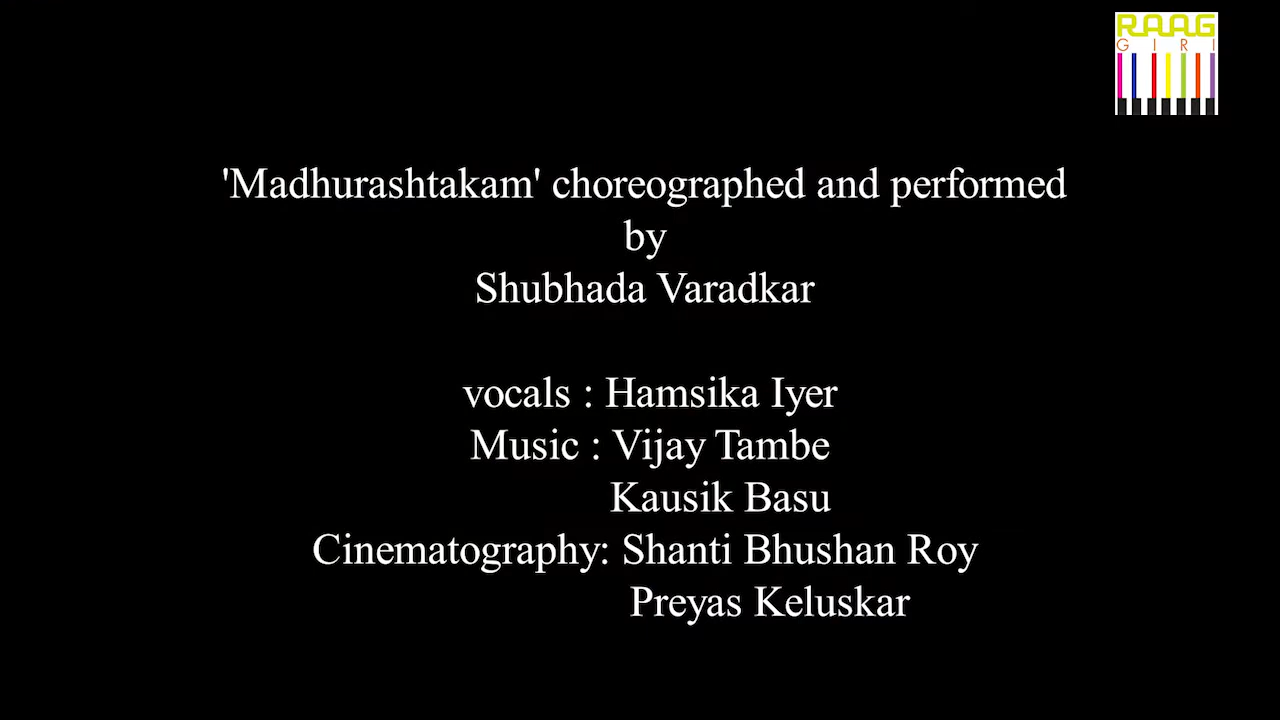 RAAG
GIRI
'Madhurashtakam' choreographed and performed
by
Shubhada Varadkar
vocals : Hamsika Iyer
Music : Vijay Tambe
Kausik Basu
Cinematography: Shanti Bhushan Roy
Preyas Keluskar